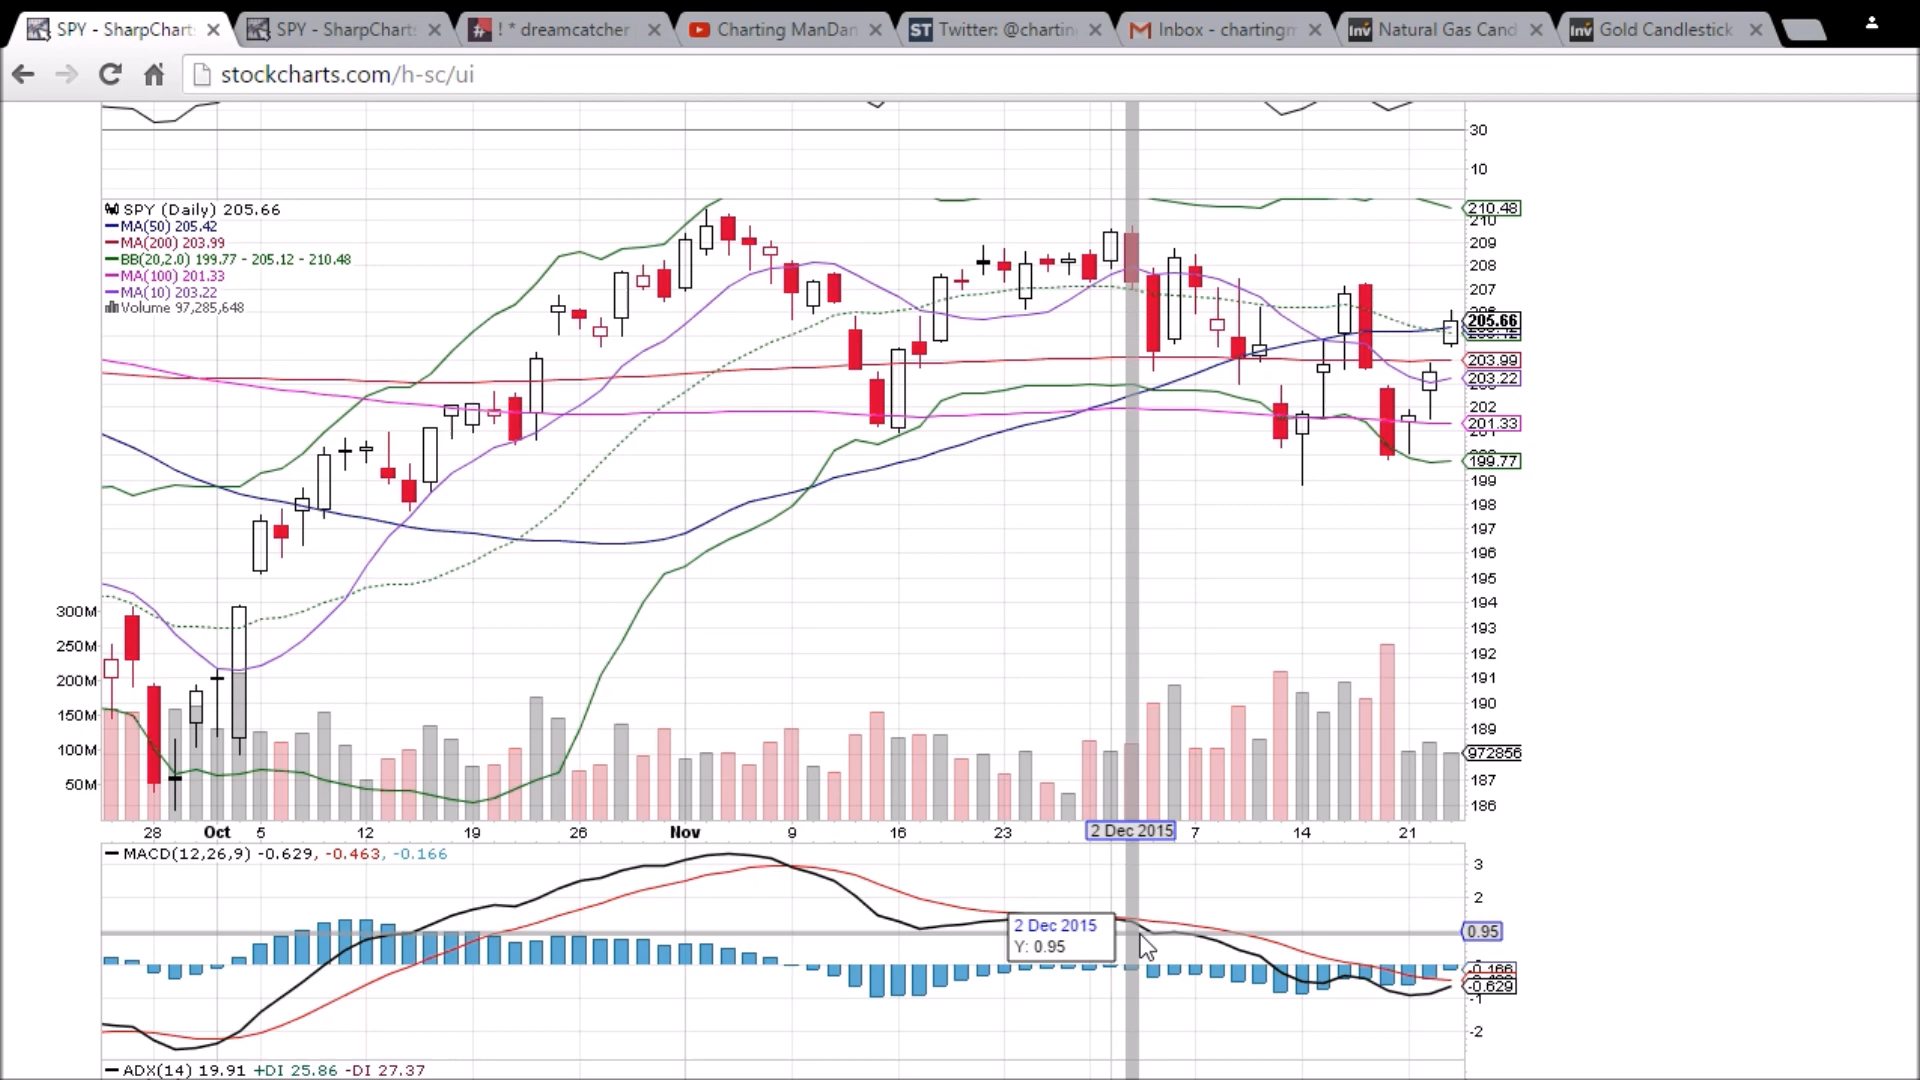 SPY - SharpChart
SPY - SharpChart
! * dreamcatcher
Charting ManDan
ST Twitter: @chartin
Inbox - chartingm
Inv Natural Gas Cand
Inv Gold Candlestick
stockcharts.com/h-sc/ui
30
10
SPY (Daily) 205.66
MA(50) 205.42
MA(200) 203.99
BB(20,2.0) 199.77 - 205.12 - 210.48
MA(100) 201.33
MA(10) 203.22
Volume 97,285,648
210.48
210
209
208
207
205.66
203.99
203.22
202
201.33
199.77
199
198
197
196
195
194
193
192
191
190
189
972856
187
186
300M
250M
200M
150M
100M
50M
28 Oct 5 12 19 26 Nov 9 16 23 2 Dec 2015 7 14 21
MACD(12,26,9) -0.629, -0.463, -0.166
3
2
0.95
-0.166
-0.629
-1
-2
2 Dec 2015
Y: 0.95
ADX(14) 19.91 +DI 25.86 -DI 27.37